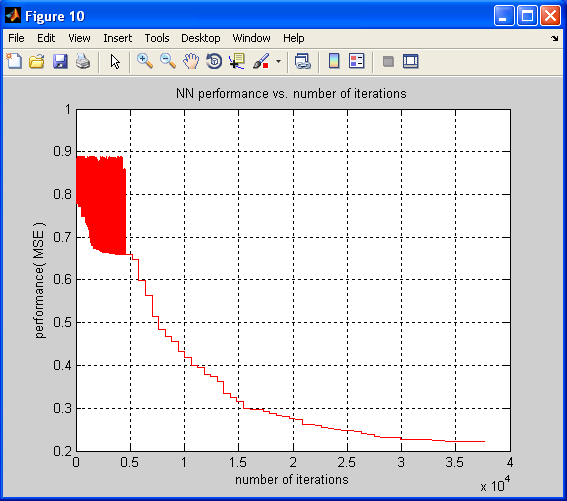 Figure 10
File Edit View Insert Tools Desktop Window Help
NN performance vs. number of iterations
performance( MSE )
1
0.9
0.8
0.7
0.6
0.5
0.4
0.3
0.2
0 0.5 1 1.5 2 2.5 3 3.5 4
x 10^4
number of iterations